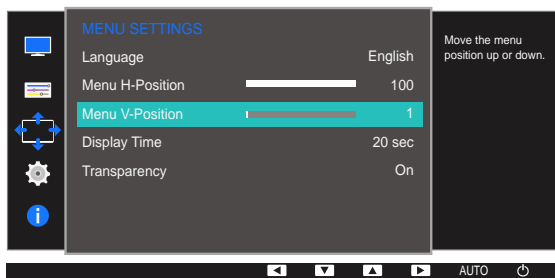 MENU SETTINGS
Language English
Menu H-Position 100
Menu V-Position 1
Display Time 20 sec
Transparency On
Move the menu
position up or down.
AUTO